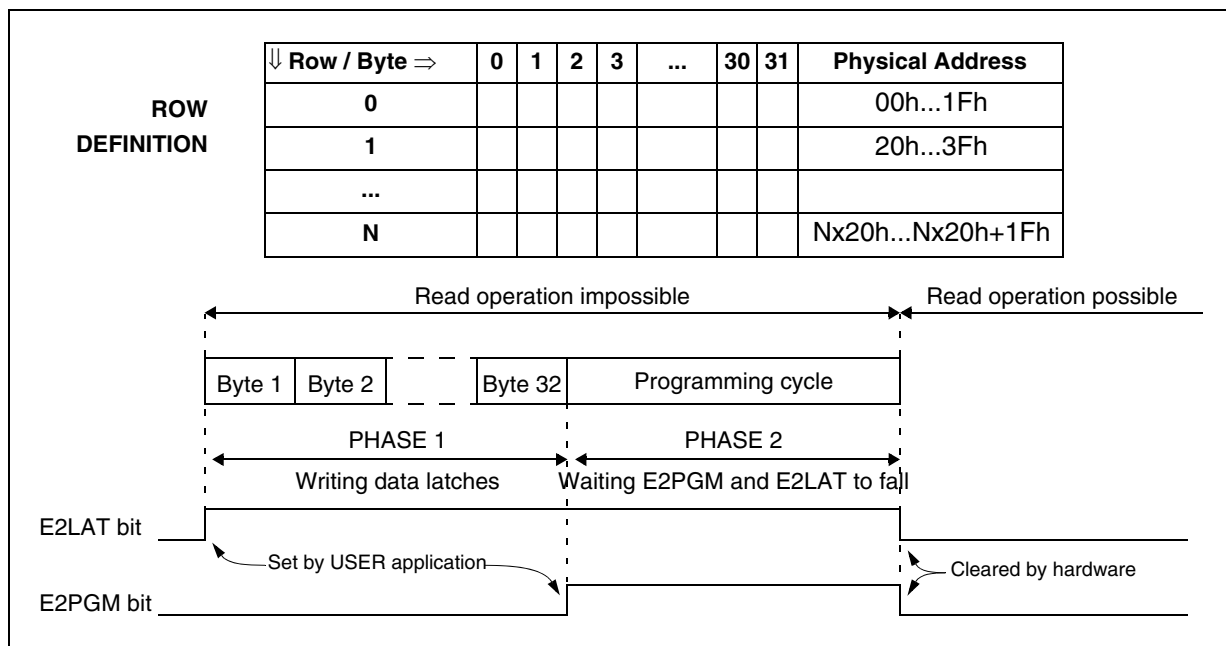 ⇓ Row / Byte ⇒ 0 1 2 3 ... 30 31 Physical Address
ROW
DEFINITION
0 00h...1Fh
1 20h...3Fh
...
N Nx20h...Nx20h+1Fh
Read operation impossible Read operation possible
Byte 1 Byte 2 Byte 32 Programming cycle
PHASE 1 PHASE 2
Writing data latches Waiting E2PGM and E2LAT to fall
E2LAT bit
Set by USER application Cleared by hardware
E2PGM bit